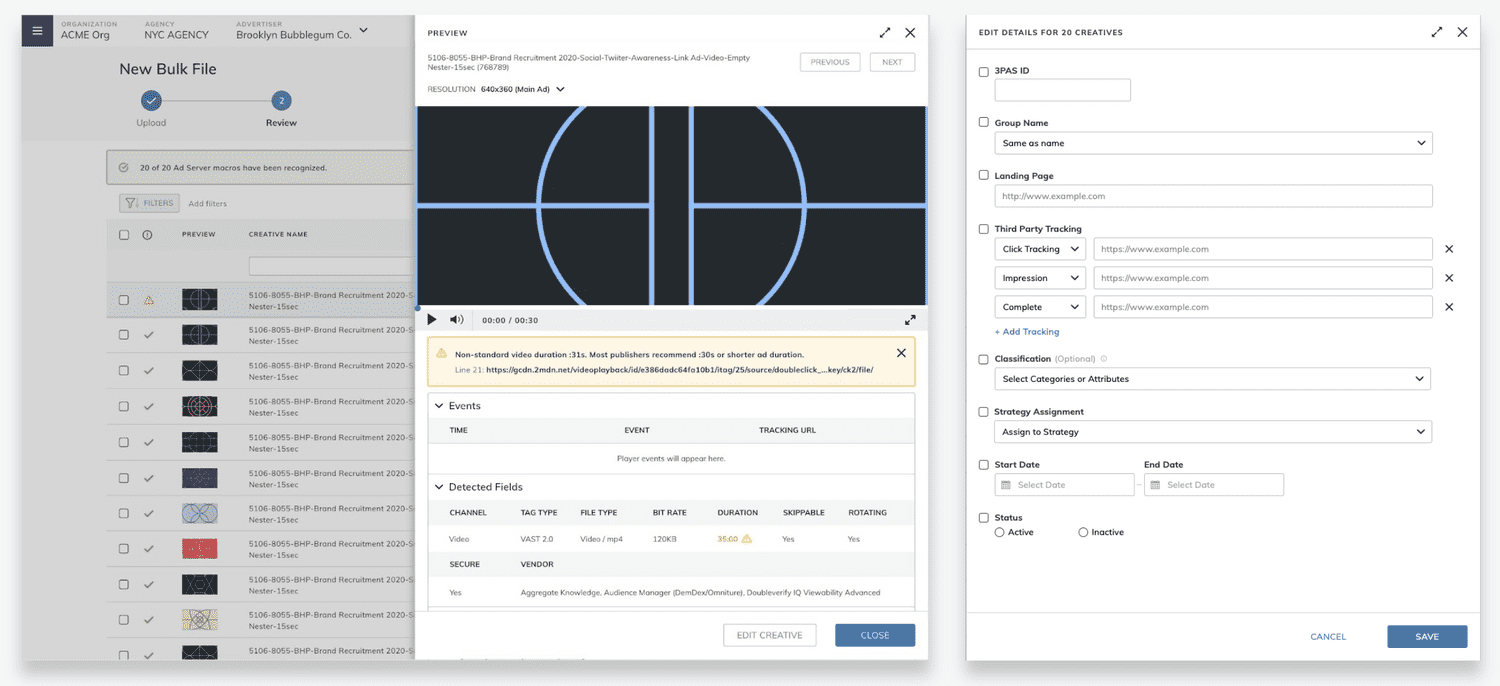 ORGANIZATION
ACME Org
AGENCY
NYC AGENCY
ADVERTISER
Brooklyn Bubblegum Co.
New Bulk File
2
Upload
Review
20 of 20 Ad Server macros have been recognized.
FILTERS
Add filters
PREVIEW
CREATIVE NAME
5106-8055-BHP-Brand Recruitment 2020-S
Nester-15sec
5106-8055-BHP-Brand Recruitment 2020-S
Nester-15sec
5106-8055-BHP-Brand Recruitment 2020-S
Nester-15sec
5106-8055-BHP-Brand Recruitment 2020-S
Nester-15sec
5106-8055-BHP-Brand Recruitment 2020-S
Nester-15sec
5106-8055-BHP-Brand Recruitment 2020-S
Nester-15sec
5106-8055-BHP-Brand Recruitment 2020-S
Nester-15sec
5106-8055-BHP-Brand Recruitment 2020-S
Nester-15sec
5106-8055-BHP-Brand Recruitment 2020-S
Nester-15sec
5106-8055-BHP-Brand Recruitment 2020-S
Nester-15sec
5106-8055-BHP-Brand Recruitment 2020-S
PREVIEW
5106-8055-BHP-Brand Recruitment 2020-Social-Twiiter-Awareness-Link Ad-Video-Empty
Nester-15sec (768789)
PREVIOUS
NEXT
RESOLUTION 640x360 (Main Ad)
00:00 / 00:30
Non-standard video duration :31s. Most publishers recommend :30s or shorter ad duration.
Line 21: https://gcdn.2mdn.net/videoplayback/id/e386dadc64fa10b1/itag/25/source/doubleclick_...key/ck2/file/
Events
TIME EVENT TRACKING URL
Player events will appear here.
Detected Fields
CHANNEL TAG TYPE FILE TYPE BIT RATE DURATION SKIPPABLE ROTATING
Video VAST 2.0 Video / mp4 120KB 35:00 Yes Yes
SECURE VENDOR
Yes Aggregate Knowledge, Audience Manager (DemDex/Omniture), Doubleverify IQ Viewability Advanced
EDIT CREATIVE
CLOSE
EDIT DETAILS FOR 20 CREATIVES
3PAS ID
Group Name
Same as name
Landing Page
http://www.example.com
Third Party Tracking
Click Tracking https://www.example.com
Impression https://www.example.com
Complete https://www.example.com
+ Add Tracking
Classification (Optional)
Select Categories or Attributes
Strategy Assignment
Assign to Strategy
Start Date End Date
Select Date – Select Date
Status
Active Inactive
CANCEL
SAVE